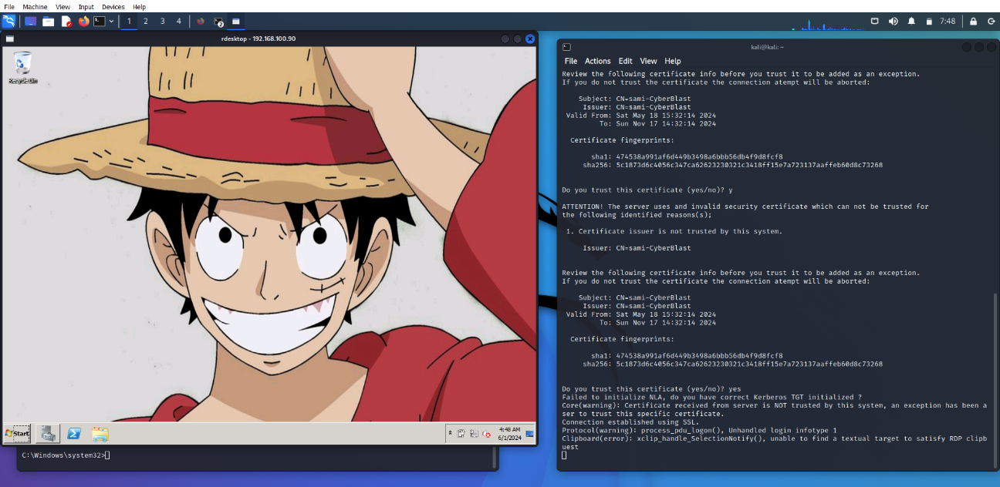 File Machine View Input Devices Help
1 2 3 4 2 7:48
rdesktop - 192.168.100.90
Recycle Bin
Start
4:48 AM
6/1/2024
C:\Windows\system32>
kali@kali: ~
File Actions Edit View Help
Review the following certificate info before you trust it to be added as an exception.
If you do not trust the certificate the connection atempt will be aborted:
Subject: CN=sami-CyberBlast
Issuer: CN=sami-CyberBlast
Valid From: Sat May 18 15:32:14 2024
To: Sun Nov 17 14:32:14 2024
Certificate fingerprints:
sha1: 474538a991af6d449b3498a6bbb56db4f9d8fcf8
sha256: 5c1873d6c4056c347ca62623230321c3418ff15e7a723137aaffeb60d8c73268
Do you trust this certificate (yes/no)? y
ATTENTION! The server uses and invalid security certificate which can not be trusted for
the following identified reasons(s);
1. Certificate issuer is not trusted by this system.
Issuer: CN=sami-CyberBlast
Review the following certificate info before you trust it to be added as an exception.
If you do not trust the certificate the connection atempt will be aborted:
Subject: CN=sami-CyberBlast
Issuer: CN=sami-CyberBlast
Valid From: Sat May 18 15:32:14 2024
To: Sun Nov 17 14:32:14 2024
Certificate fingerprints:
sha1: 474538a991af6d449b3498a6bbb56db4f9d8fcf8
sha256: 5c1873d6c4056c347ca62623230321c3418ff15e7a723137aaffeb60d8c73268
Do you trust this certificate (yes/no)? yes
Failed to initialize NLA, do you have correct Kerberos TGT initialized ?
Core(warning): Certificate received from server is NOT trusted by this system, an exception has been a
ser to trust this specific certificate.
Connection established using SSL.
Protocol(warning): process_pdu_logon(), Unhandled login infotype 1
Clipboard(error): xclip_handle_SelectionNotify(), unable to find a textual target to satisfy RDP clipb
uest